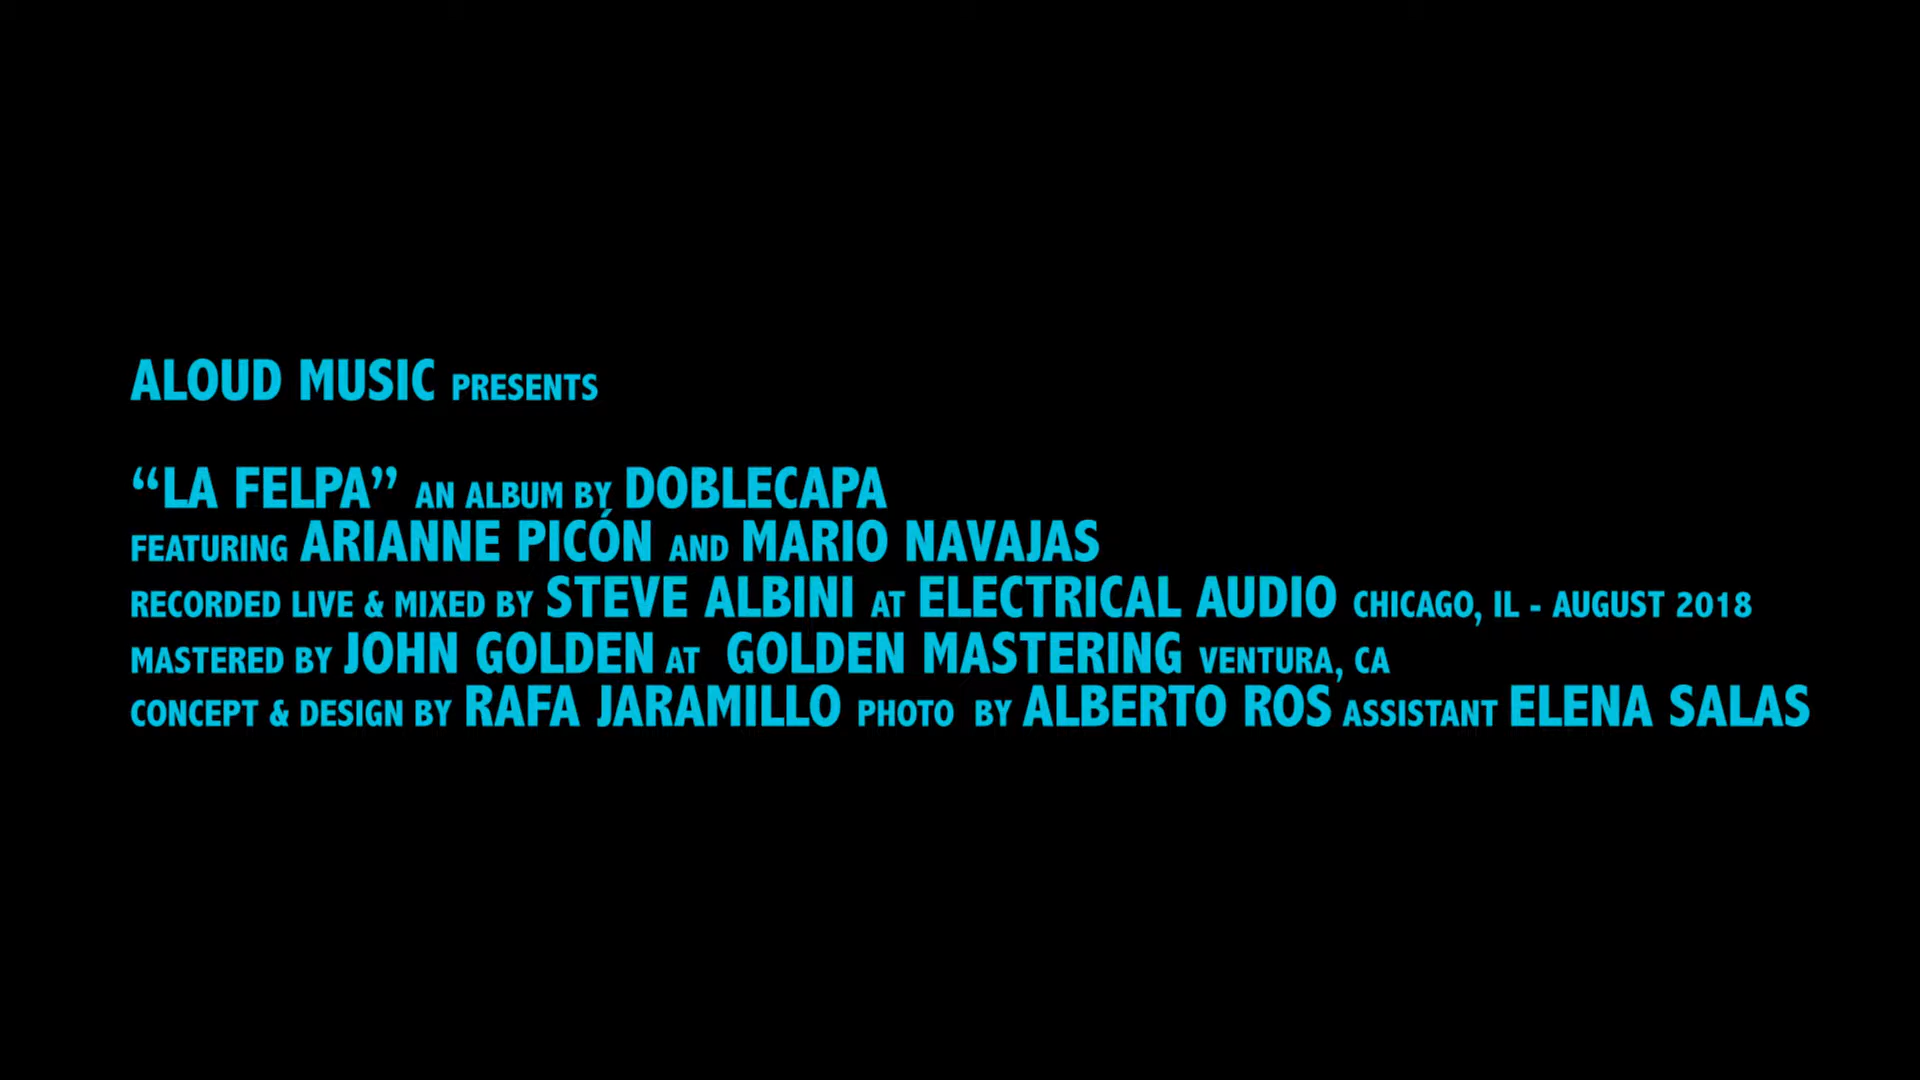 ALOUD MUSIC PRESENTS
“LA FELPA” AN ALBUM BY DOBLECAPA
FEATURING ARIANNE PICÓN AND MARIO NAVAJAS
RECORDED LIVE & MIXED BY STEVE ALBINI AT ELECTRICAL AUDIO CHICAGO, IL - AUGUST 2018
MASTERED BY JOHN GOLDEN AT GOLDEN MASTERING VENTURA, CA
CONCEPT & DESIGN BY RAFA JARAMILLO PHOTO BY ALBERTO ROS ASSISTANT ELENA SALAS